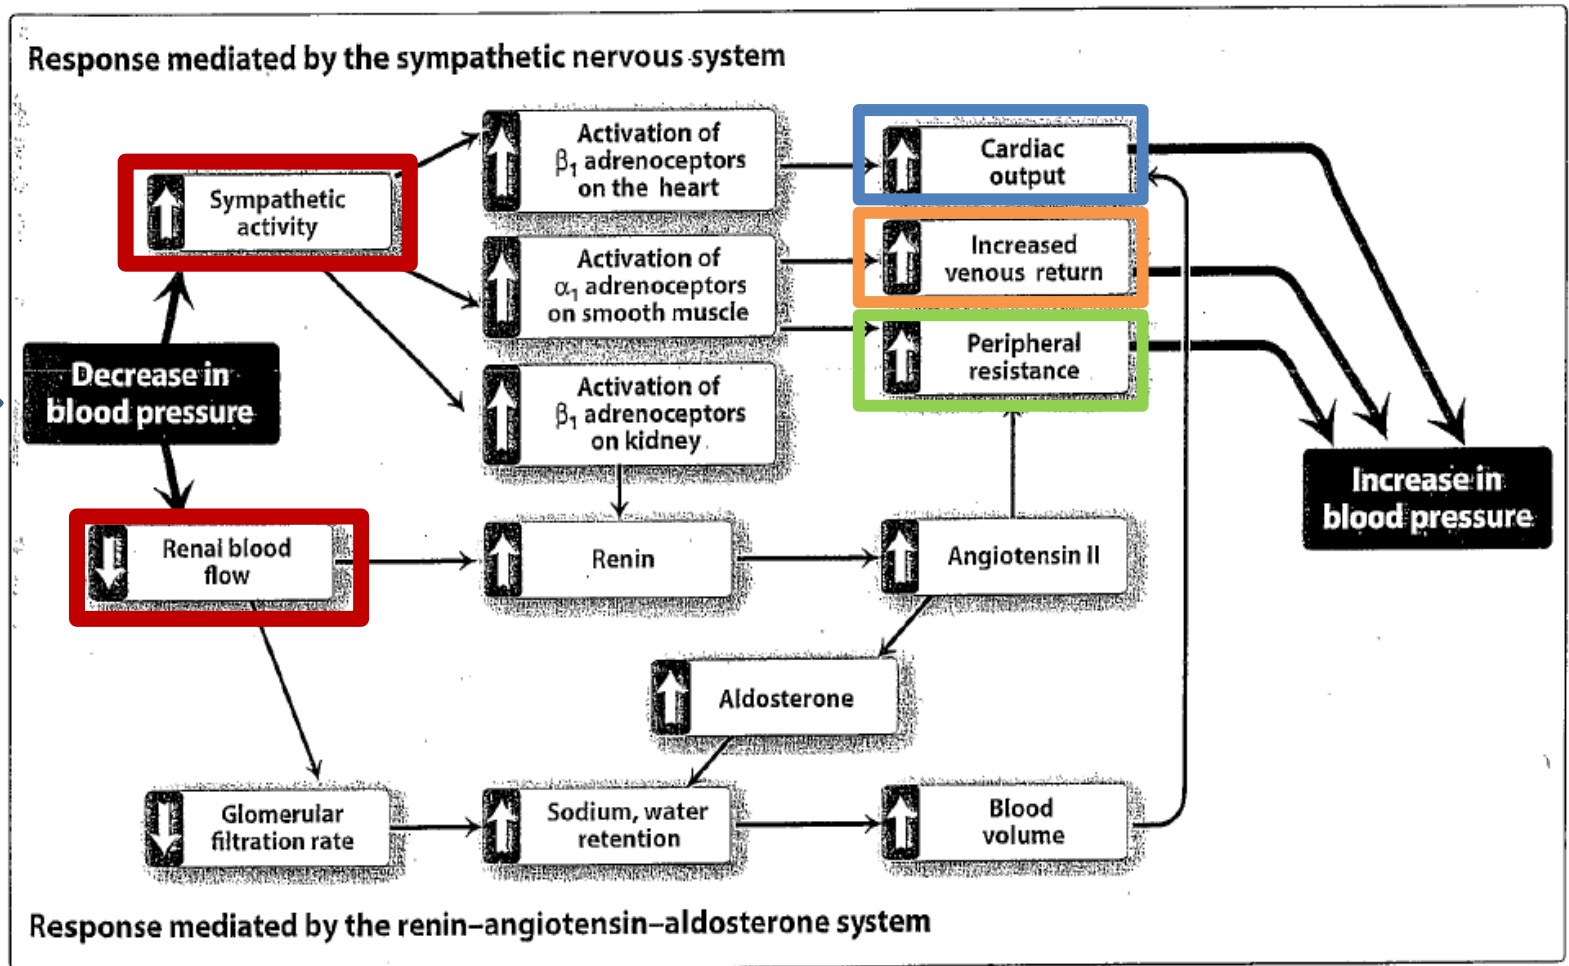 Response mediated by the sympathetic nervous system
Activation of
β1 adrenoceptors
on the heart
Cardiac
output
Sympathetic
activity
Activation of
α1 adrenoceptors
on smooth muscle
Increased
venous return
Peripheral
resistance
Decrease in
blood pressure
Activation of
β1 adrenoceptors
on kidney
Increase in
blood pressure
Renal blood
flow
Renin
Angiotensin II
Aldosterone
Glomerular
filtration rate
Sodium, water
retention
Blood
volume
Response mediated by the renin–angiotensin–aldosterone system